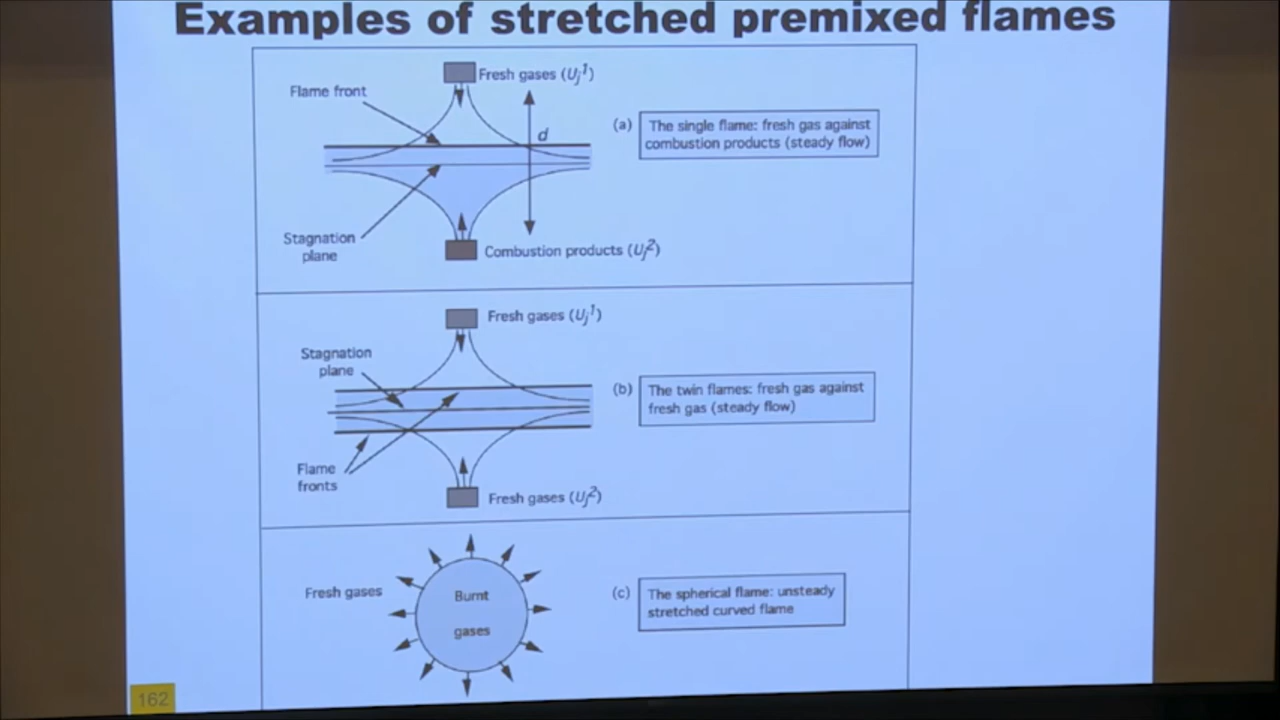 Examples of stretched premixed flames
Fresh gases (Uj1)
Flame front
d
(a)
The single flame: fresh gas against
combustion products (steady flow)
Stagnation
plane
Combustion products (Uj2)
Fresh gases (Uj1)
Stagnation
plane
(b)
The twin flames: fresh gas against
fresh gas (steady flow)
Flame
fronts
Fresh gases (Uj2)
Fresh gases
Burnt
gases
(c)
The spherical flame: unsteady
stretched curved flame
162